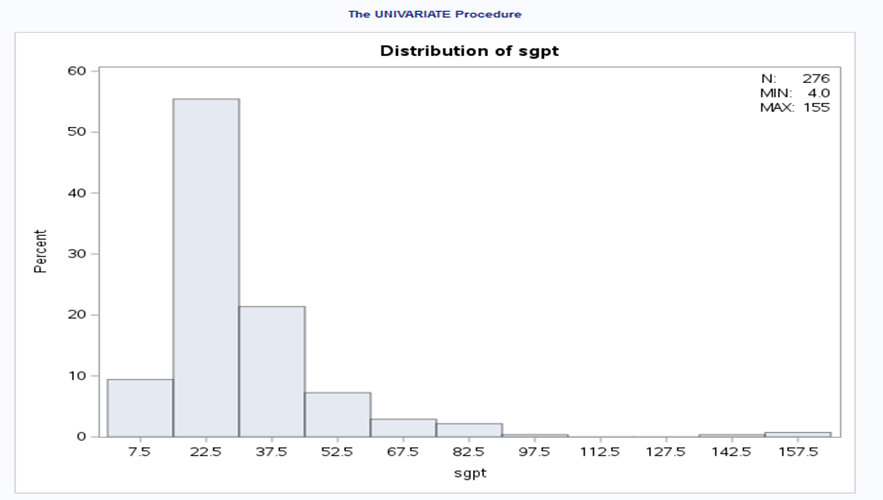 The UNIVARIATE Procedure
Distribution of sgpt
N: 276
MIN: 4.0
MAX: 155
60
50
40
30
20
10
0
Percent
7.5 22.5 37.5 52.5 67.5 82.5 97.5 112.5 127.5 142.5 157.5
sgpt